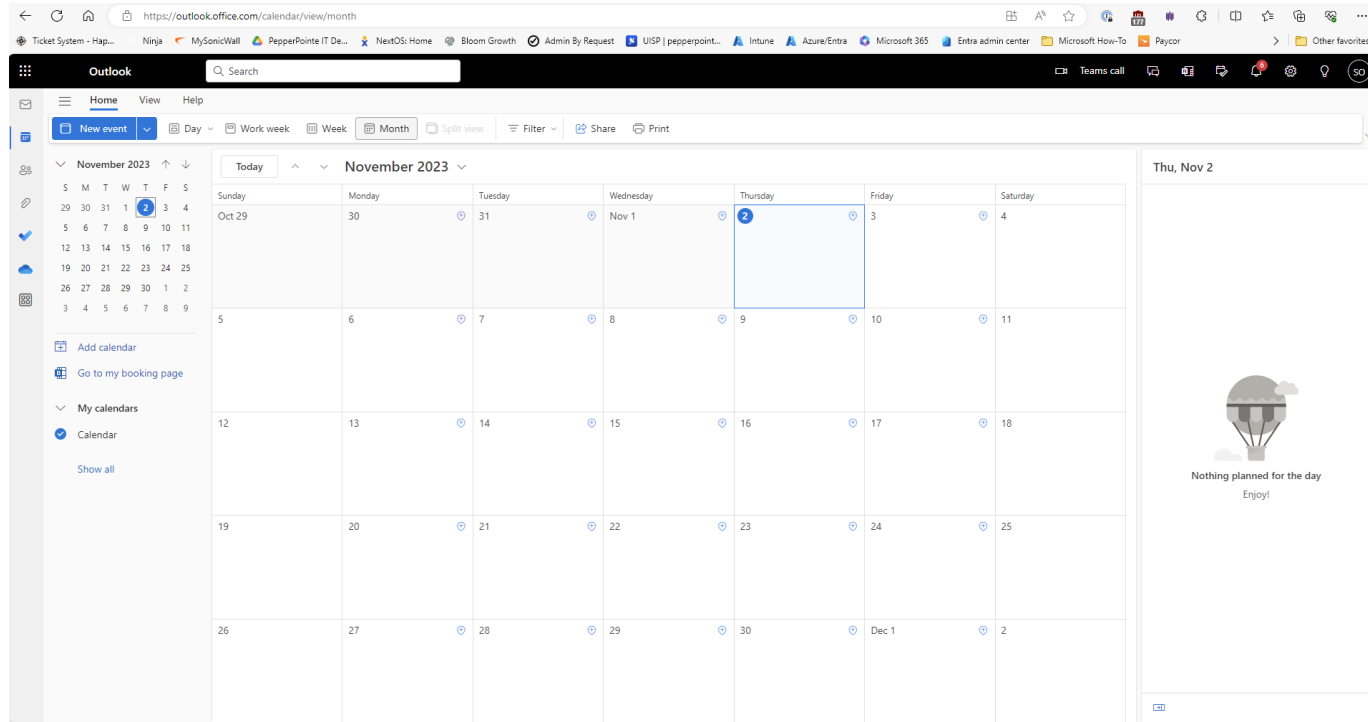 https://outlook.office.com/calendar/view/month
177
Ticket System - Hap... Ninja MySonicWall PepperPointe IT De... NextOS: Home Bloom Growth Admin By Request UISP | pepperpoint... Intune Azure/Entra Microsoft 365 Entra admin center Microsoft How-To Paycor Other favorites
Outlook Search Teams call 6 SO
Home View Help
New event Day Work week Week Month Split view Filter Share Print
November 2023
S M T W T F S
29 30 31 1 2 3 4
5 6 7 8 9 10 11
12 13 14 15 16 17 18
19 20 21 22 23 24 25
26 27 28 29 30 1 2
3 4 5 6 7 8 9
Add calendar
Go to my booking page
My calendars
Calendar
Show all
Today November 2023
Sunday Monday Tuesday Wednesday Thursday Friday Saturday
Oct 29 30 31 Nov 1 2 3 4
5 6 7 8 9 10 11
12 13 14 15 16 17 18
19 20 21 22 23 24 25
26 27 28 29 30 Dec 1 2
Thu, Nov 2
Nothing planned for the day
Enjoy!